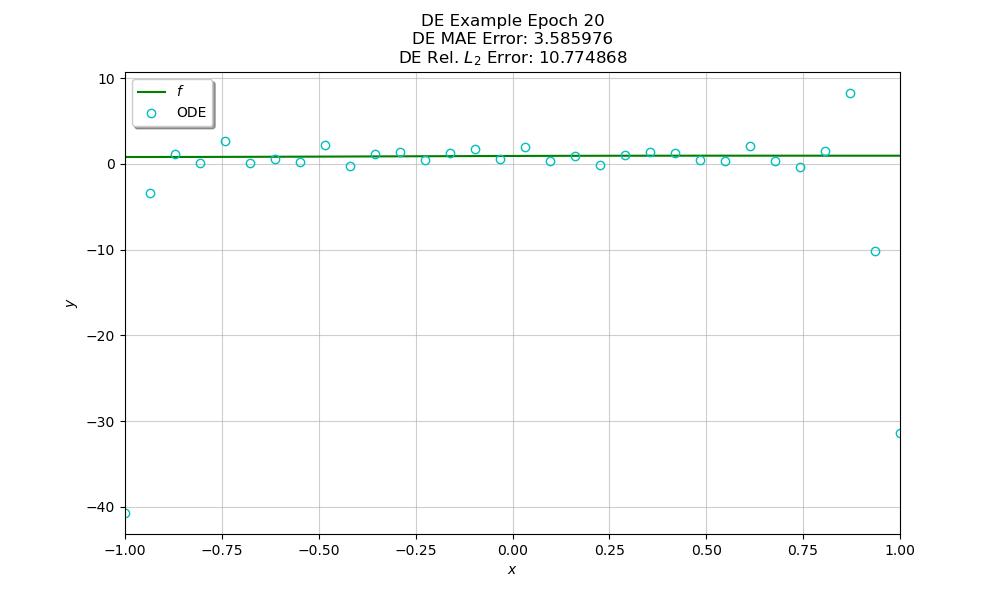 DE Example Epoch 20
DE MAE Error: 3.585976
DE Rel. L₂ Error: 10.774868
f
ODE
10
0
−10
−20
−30
−40
y
−1.00 −0.75 −0.50 −0.25 0.00 0.25 0.50 0.75 1.00
x